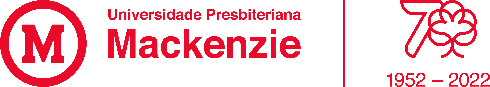 M
Universidade Presbiteriana
Mackenzie
70
1952 – 2022